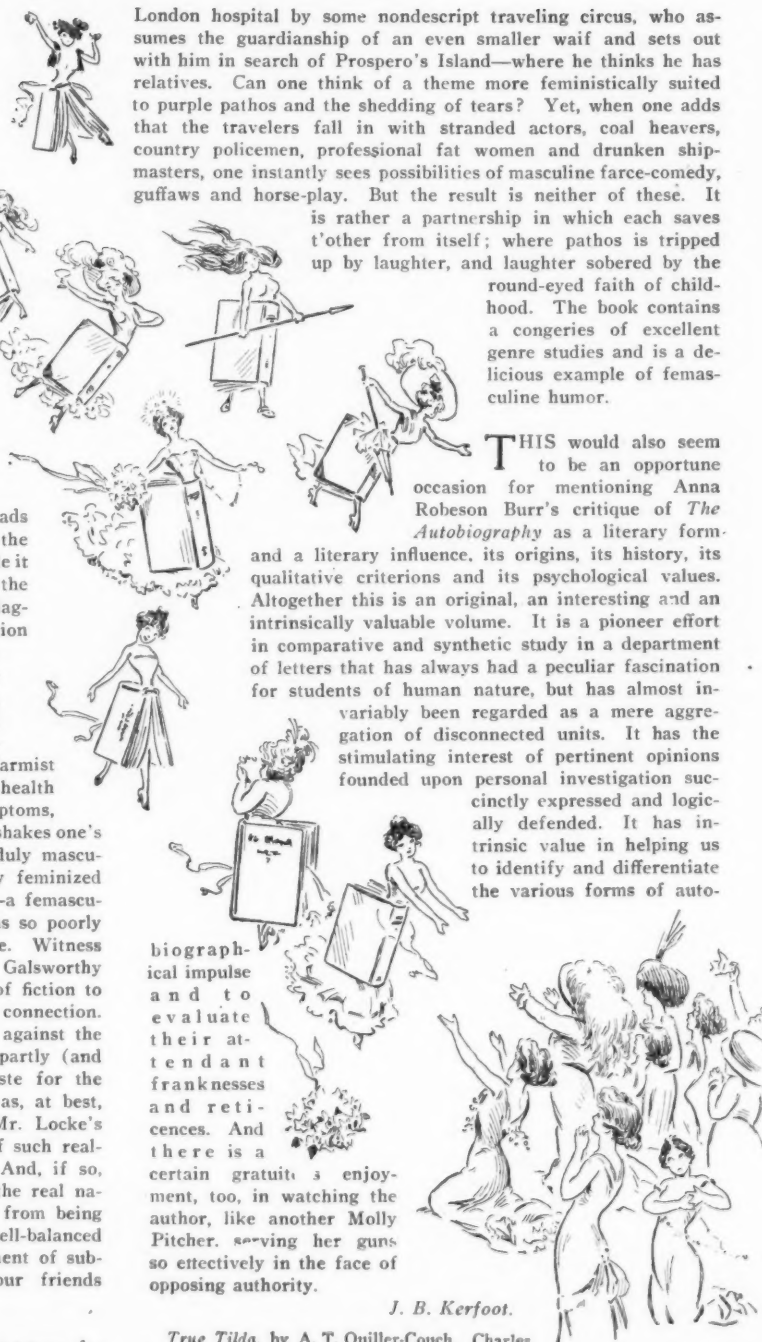 ads
the
e it
the
ag-
ion
armist
health
ptoms,
shakes one's
duly mascu-
y feminized
-a femascu-
as so poorly
e. Witness
Galsworthy
of fiction to
connection.
against the
partly (and
ste for the
as, at best,
Mr. Locke's
f such real-
And, if so,
the real na-
from being
ell-balanced
ment of sub-
our friends
London hospital by some nondescript traveling circus, who as-
sumes the guardianship of an even smaller waif and sets out
with him in search of Prospero's Island—where he thinks he has
relatives. Can one think of a theme more feministically suited
to purple pathos and the shedding of tears? Yet, when one adds
that the travelers fall in with stranded actors, coal heavers,
country policemen, professional fat women and drunken ship-
masters, one instantly sees possibilities of masculine farce-comedy,
guffaws and horse-play. But the result is neither of these. It
is rather a partnership in which each saves
t'other from itself; where pathos is tripped
up by laughter, and laughter sobered by the
round-eyed faith of child-
hood. The book contains
a congeries of excellent
genre studies and is a de-
licious example of femas-
culine humor.
THIS would also seem
to be an opportune
occasion for mentioning Anna
Robeson Burr's critique of The
Autobiography as a literary form
and a literary influence, its origins, its history, its
qualitative criterions and its psychological values.
Altogether this is an original, an interesting and an
intrinsically valuable volume. It is a pioneer effort
in comparative and synthetic study in a department
of letters that has always had a peculiar fascination
for students of human nature, but has almost in-
variably been regarded as a mere aggre-
gation of disconnected units. It has the
stimulating interest of pertinent opinions
founded upon personal investigation suc-
cinctly expressed and logic-
ally defended. It has in-
trinsic value in helping us
to identify and differentiate
the various forms of auto-
biograph-
ical impulse
and to
evaluate
their at-
tendant
franknesses
and reti-
cences. And
there is a
certain gratuit s enjoy-
ment, too, in watching the
author, like another Molly
Pitcher, serving her guns
so effectively in the face of
opposing authority.
J. B. Kerfoot.
True Tilda, by A. T. Quiller-Couch. Charles